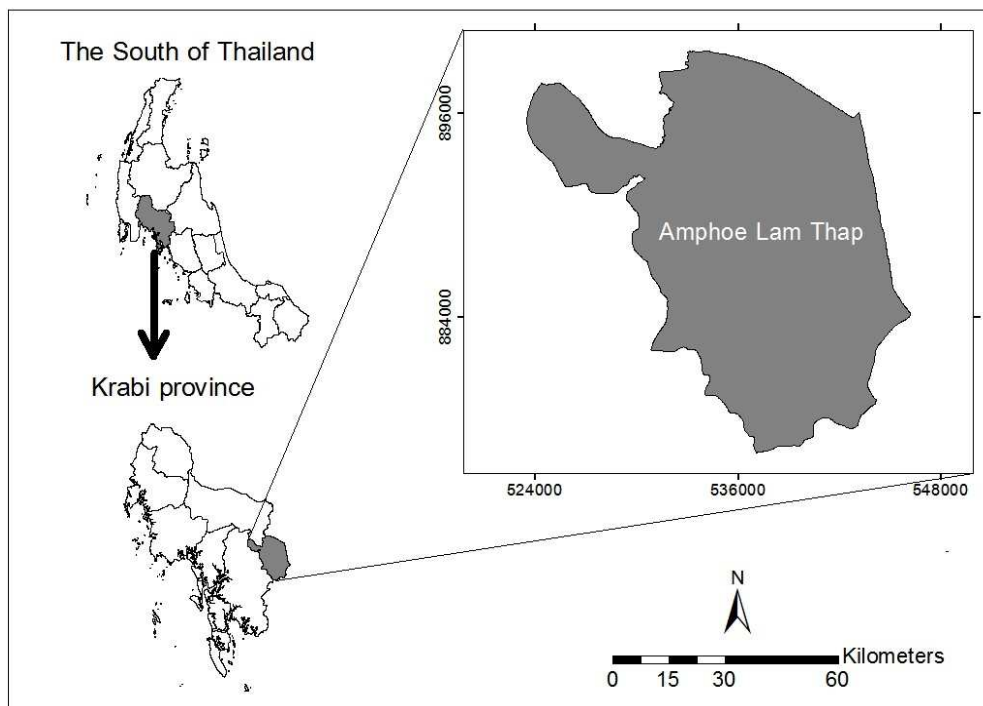 The South of Thailand
Krabi province
896000
884000
Amphoe Lam Thap
524000
536000
548000
N
Kilometers
0
15
30
60